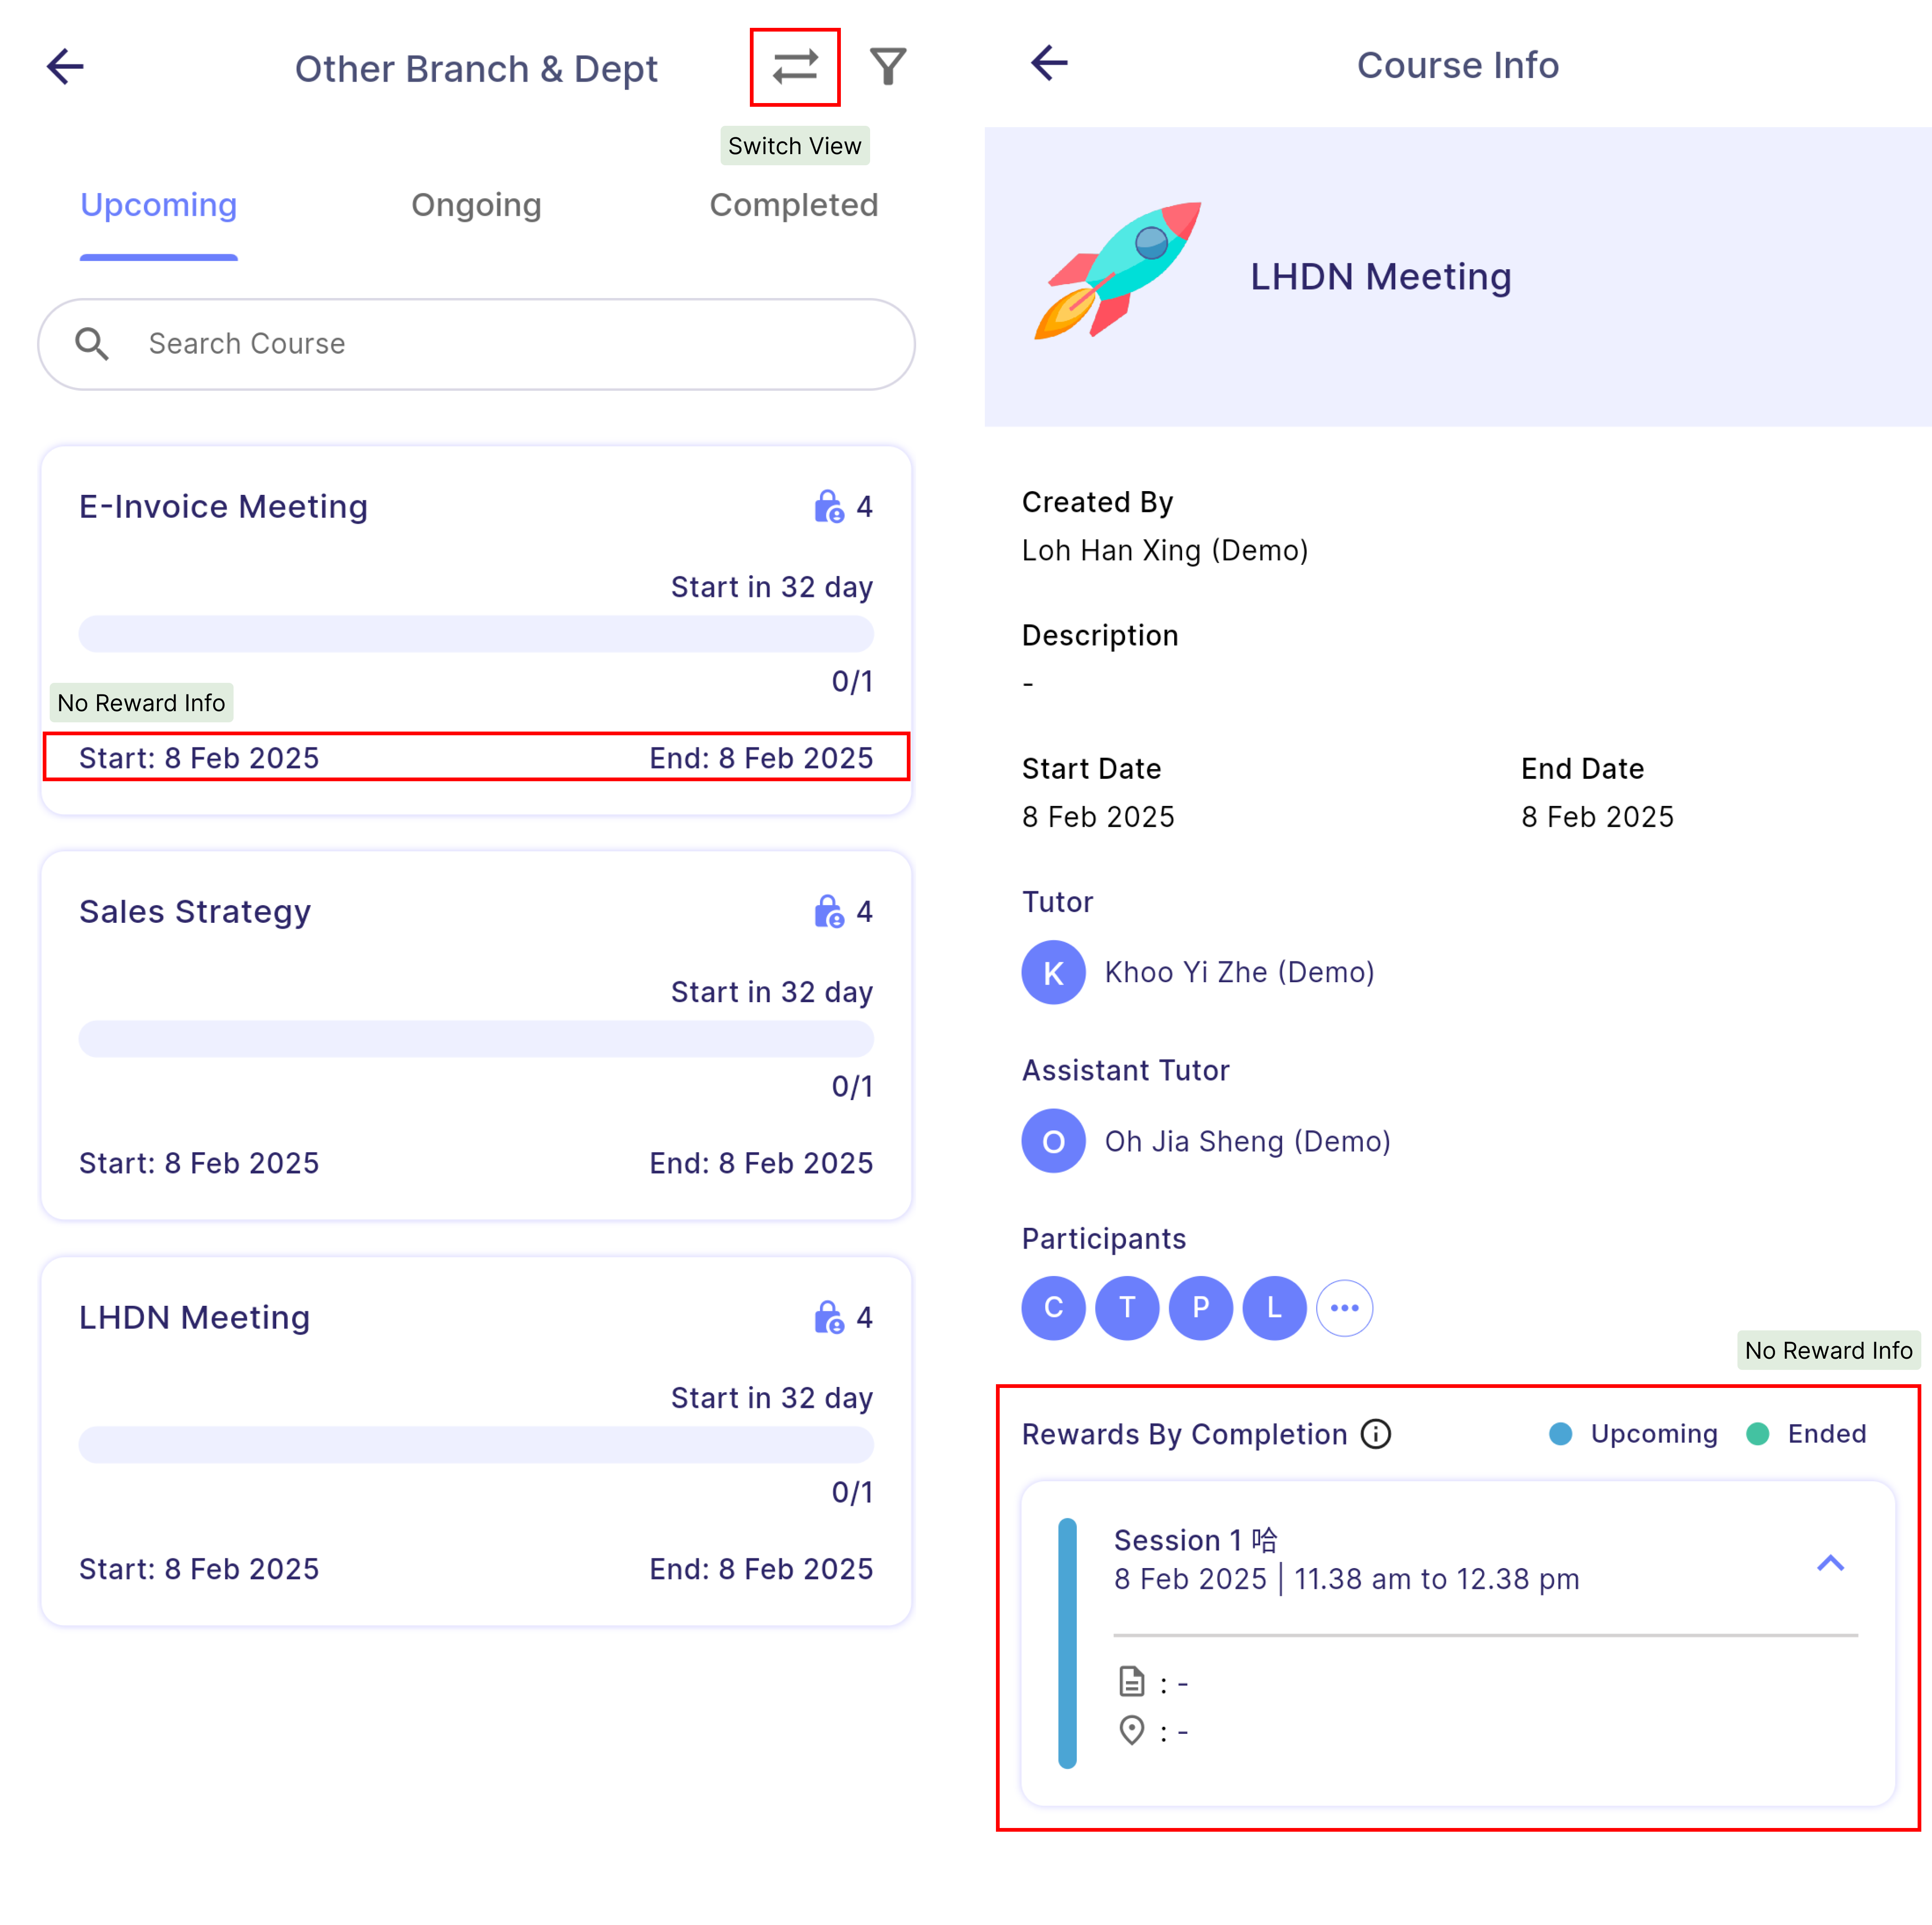 Other Branch & Dept
Switch View
Upcoming Ongoing Completed
Search Course
E-Invoice Meeting 4
Start in 32 day
0/1
No Reward Info
Start: 8 Feb 2025 End: 8 Feb 2025
Sales Strategy 4
Start in 32 day
0/1
Start: 8 Feb 2025 End: 8 Feb 2025
LHDN Meeting 4
Start in 32 day
0/1
Start: 8 Feb 2025 End: 8 Feb 2025
Course Info
LHDN Meeting
Created By
Loh Han Xing (Demo)
Description
-
Start Date End Date
8 Feb 2025 8 Feb 2025
Tutor
K Khoo Yi Zhe (Demo)
Assistant Tutor
O Oh Jia Sheng (Demo)
Participants
C T P L
No Reward Info
Rewards By Completion Upcoming Ended
Session 1 哈
8 Feb 2025 | 11.38 am to 12.38 pm
: -
: -